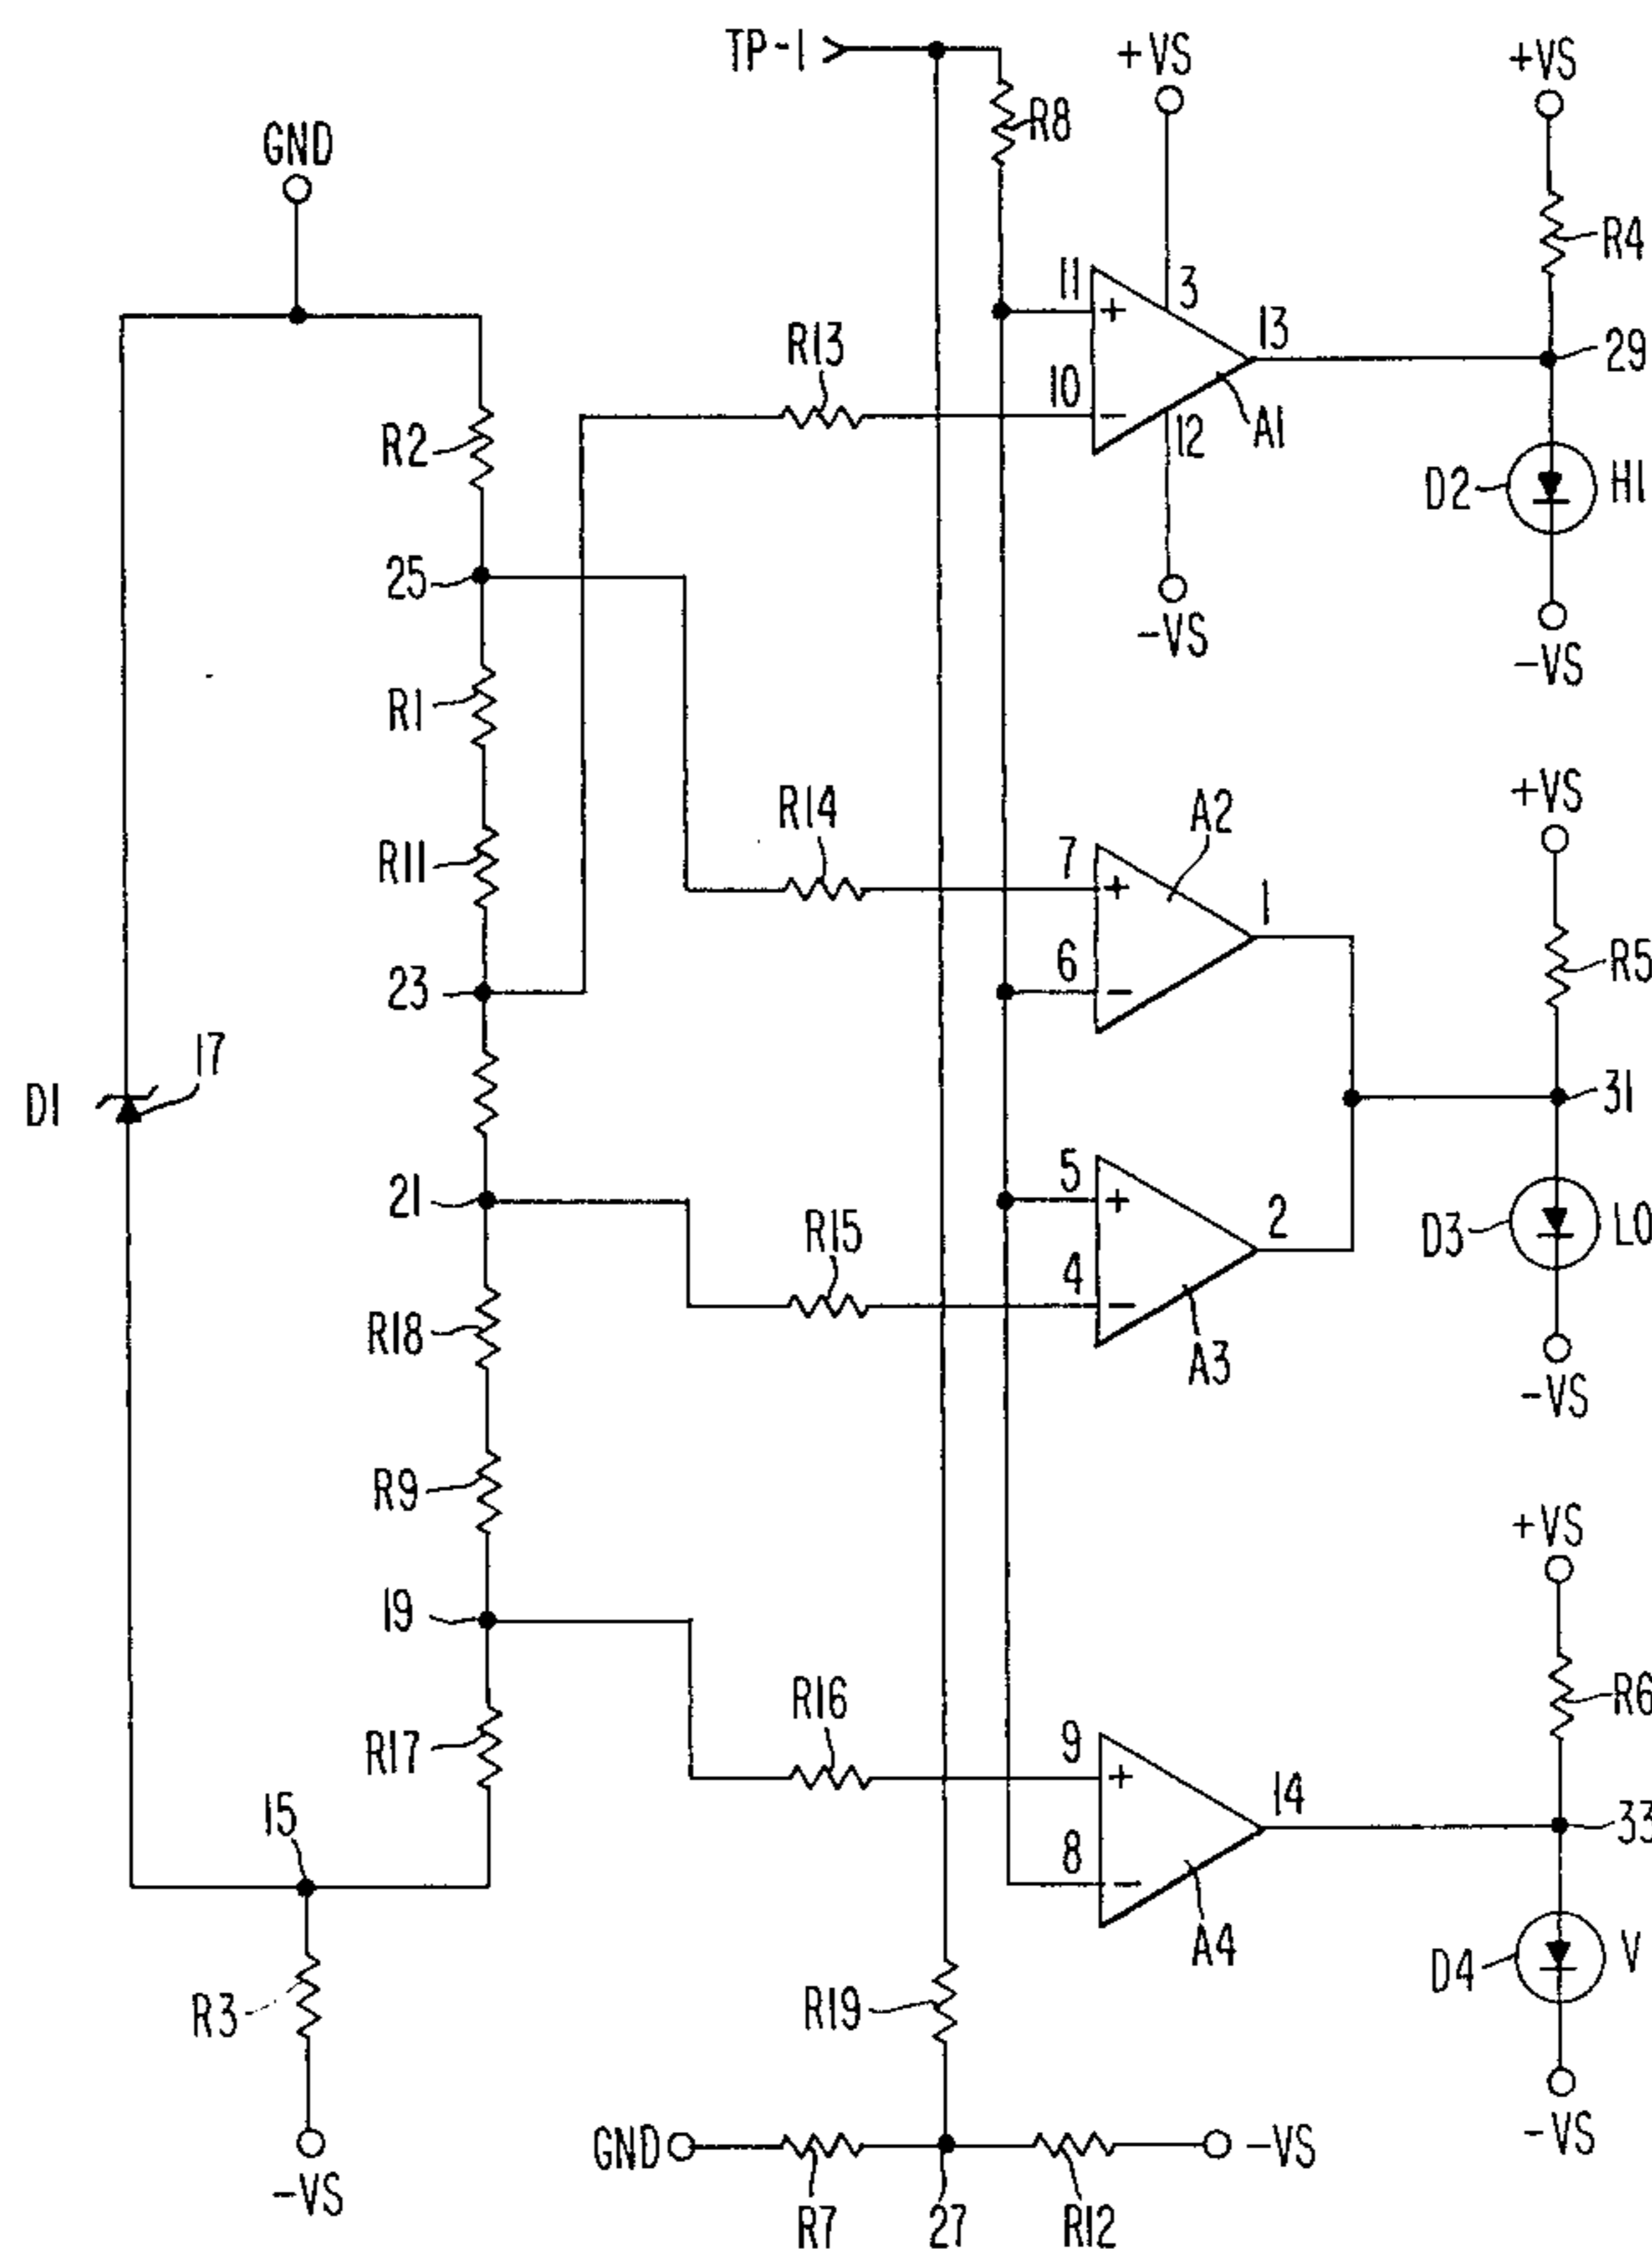 TP-1
+VS
+VS
GND
R8
R4
11
+
3
13
29
R13
10
-
12
A1
R2
D2
HI
-VS
-VS
25
R1
+VS
R14
A2
7
+
1
R11
R5
6
-
23
17
D1
31
5
+
2
21
R15
D3
LO
4
-
R18
A3
-VS
R9
+VS
19
R16
R6
9
+
14
R17
33
15
8
-
A4
D4
V
R19
R3
GND
-VS
-VS
-VS
R7
27
R12